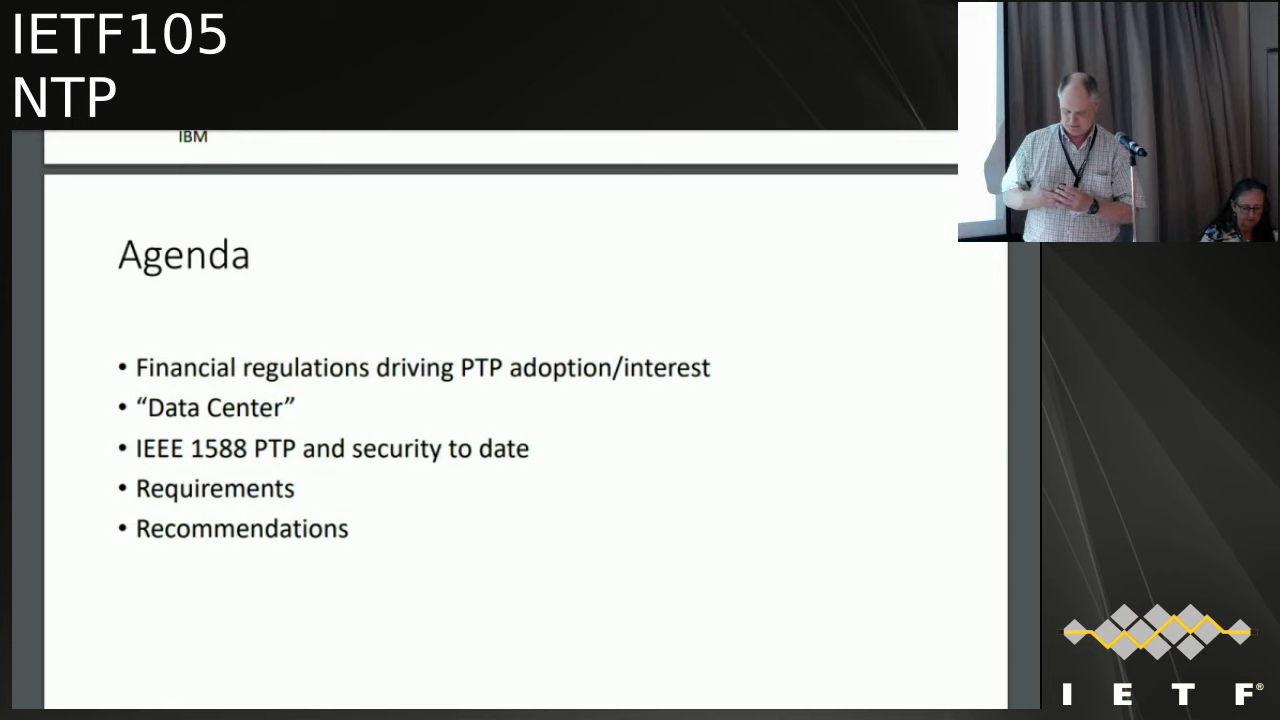 IETF105
NTP
IBM
Agenda
• Financial regulations driving PTP adoption/interest
• “Data Center”
• IEEE 1588 PTP and security to date
• Requirements
• Recommendations
I E T F®